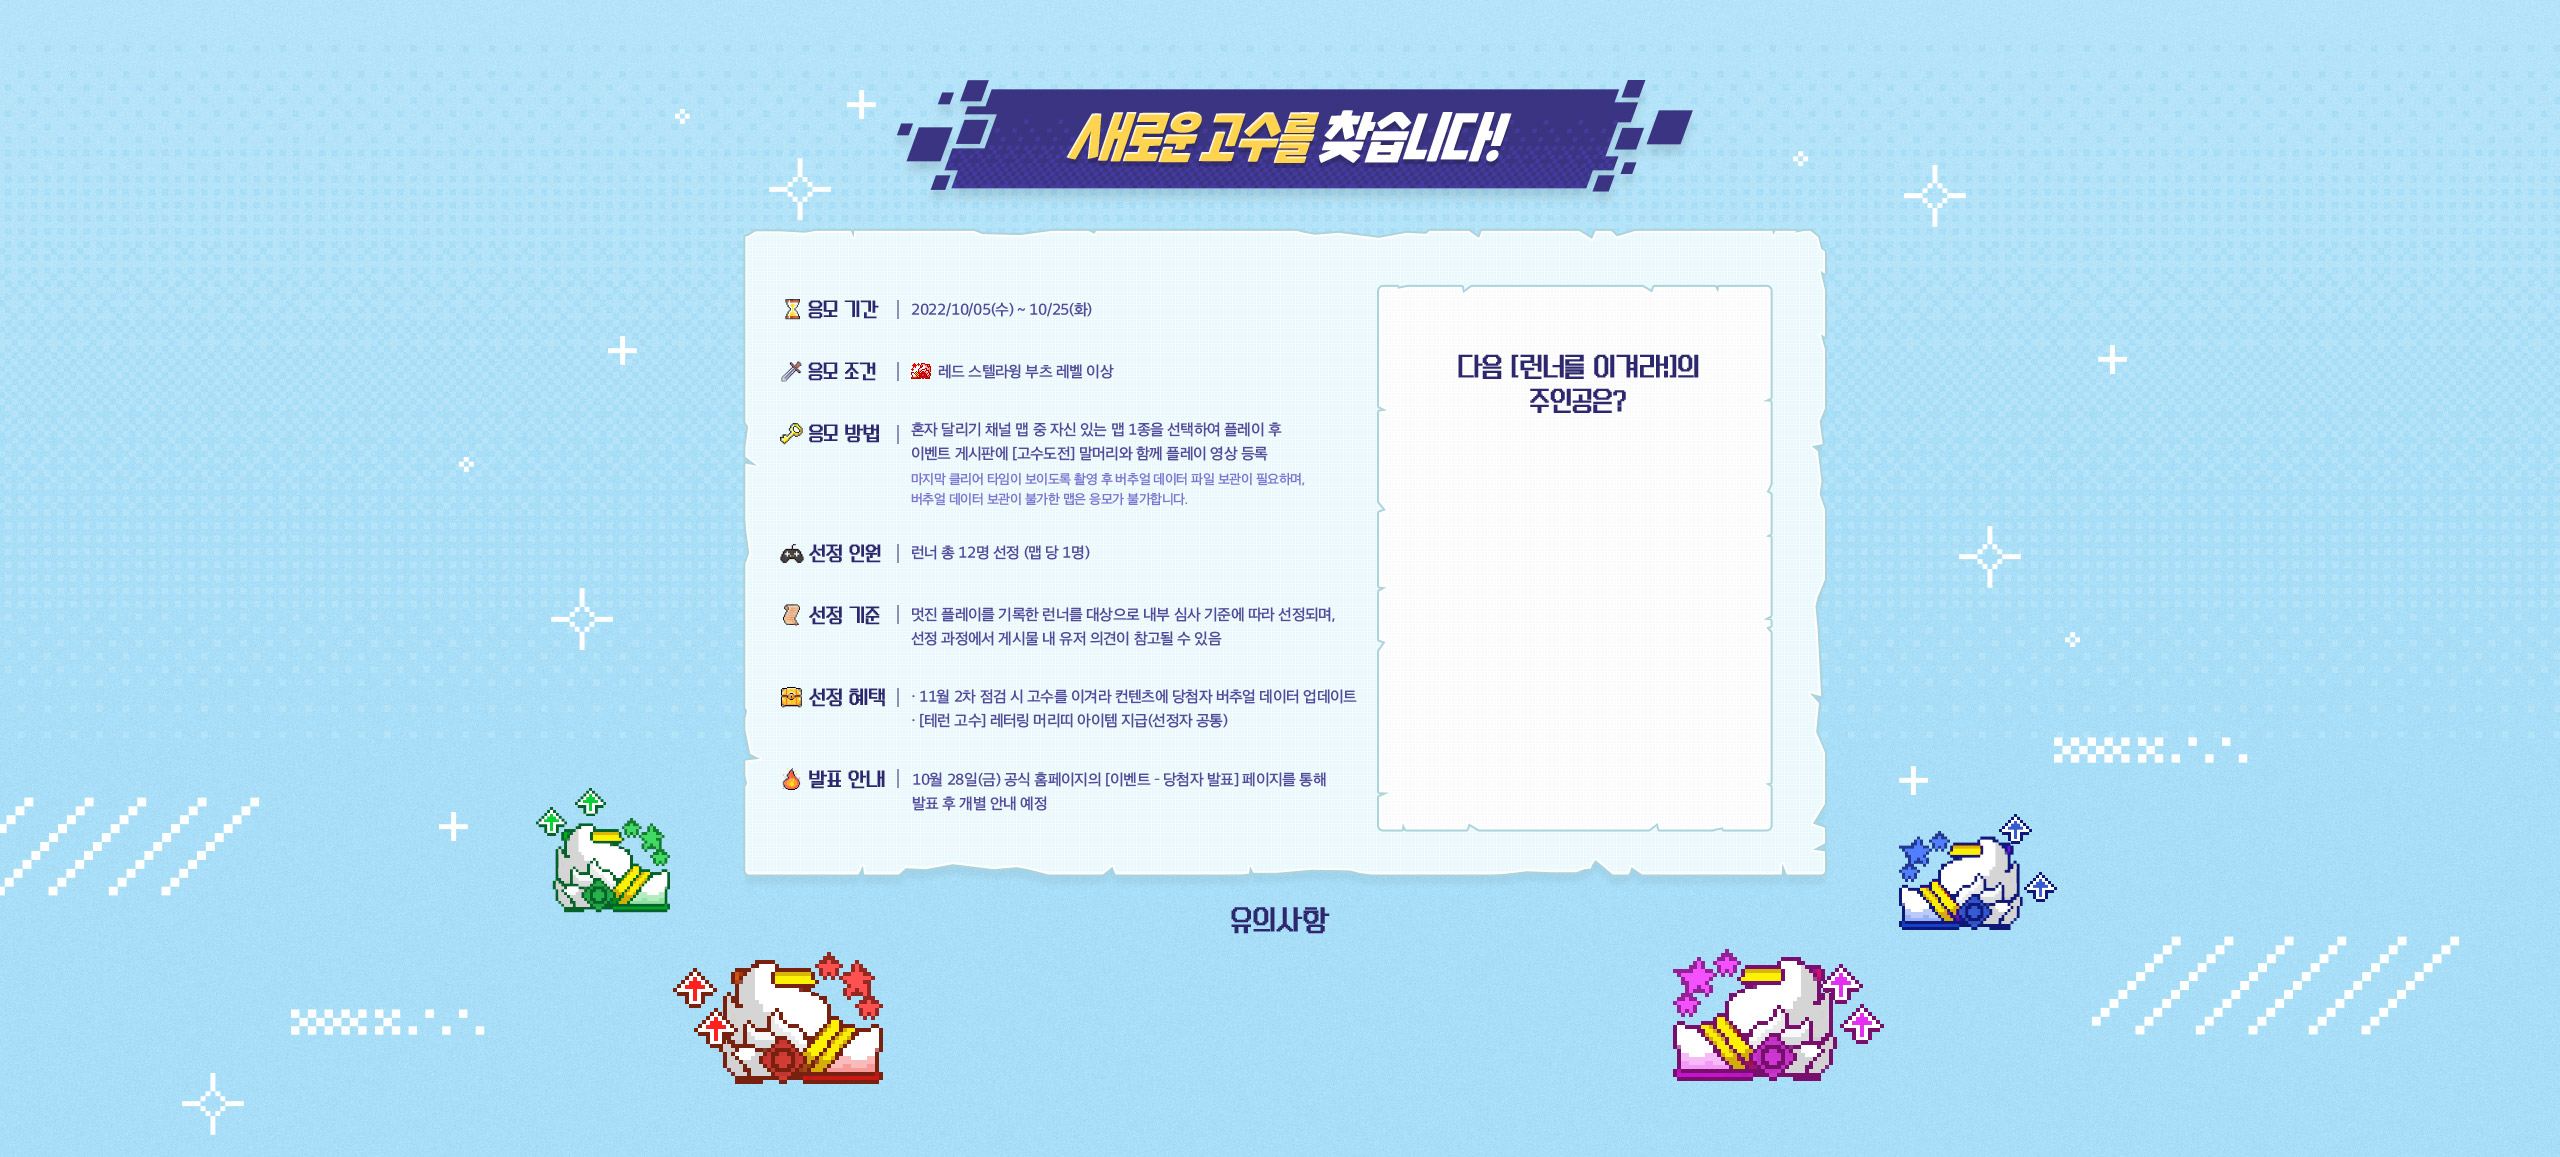 새로운 고수를 찾습니다!
응모 기간 | 2022/10/05(수) ~ 10/25(화)
응모 조건 | 레드 스텔라윙 부츠 레벨 이상
응모 방법 | 혼자 달리기 채널 맵 중 자신 있는 맵 1종을 선택하여 플레이 후
이벤트 게시판에 [고수도전] 말머리와 함께 플레이 영상 등록
마지막 클리어 타임이 보이도록 촬영 후 버추얼 데이터 파일 보관이 필요하며,
버추얼 데이터 보관이 불가한 맵은 응모가 불가합니다.
선정 인원 | 런너 총 12명 선정 (맵 당 1명)
선정 기준 | 멋진 플레이를 기록한 런너를 대상으로 내부 심사 기준에 따라 선정되며,
선정 과정에서 게시물 내 유저 의견이 참고될 수 있음
선정 혜택 | · 11월 2차 점검 시 고수를 이겨라 컨텐츠에 당첨자 버추얼 데이터 업데이트
· [테런 고수] 레터링 머리띠 아이템 지급(선정자 공통)
발표 안내 | 10월 28일(금) 공식 홈페이지의 [이벤트 - 당첨자 발표] 페이지를 통해
발표 후 개별 안내 예정
다음 [런너를 이겨라!]의
주인공은?
유의사항